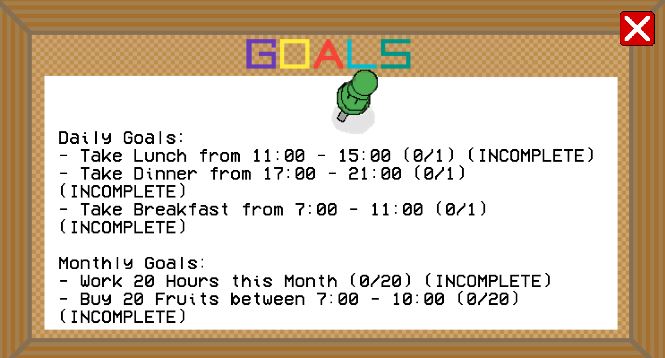 GOALS
Daily Goals:
- Take Lunch from 11:00 - 15:00 (0/1) (INCOMPLETE)
- Take Dinner from 17:00 - 21:00 (0/1)
(INCOMPLETE)
- Take Breakfast from 7:00 - 11:00 (0/1)
(INCOMPLETE)
Monthly Goals:
- Work 20 Hours this Month (0/20) (INCOMPLETE)
- Buy 20 Fruits between 7:00 - 10:00 (0/20)
(INCOMPLETE)